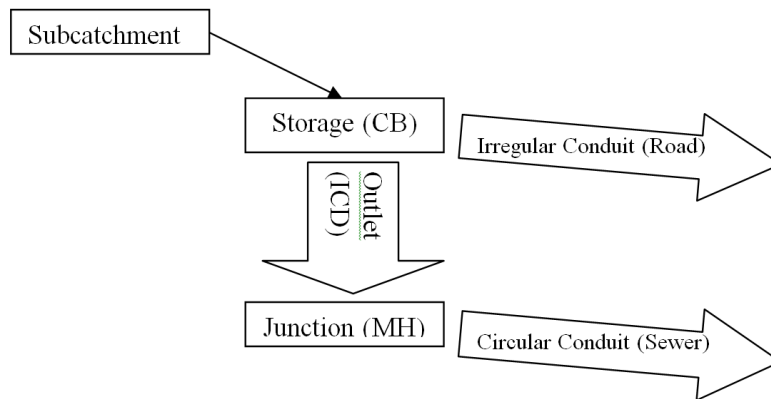 Subcatchment
Storage (CB)
Irregular Conduit (Road)
Outlet
(ICD)
Junction (MH)
Circular Conduit (Sewer)